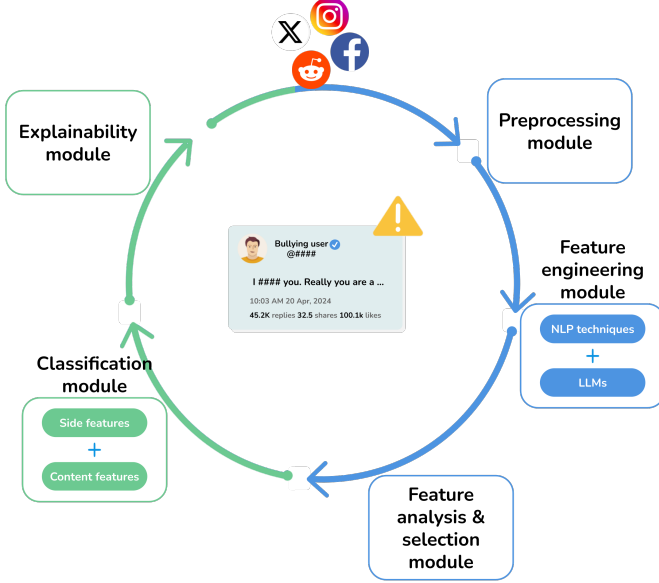 Explainability
module
Preprocessing
module
Bullying user
@####
I #### you. Really you are a ...
10:03 AM 20 Apr, 2024
45.2K replies 32.5 shares 100.1k likes
Feature
engineering
module
NLP techniques
+
LLMs
Classification
module
Side features
+
Content features
Feature
analysis &
selection
module